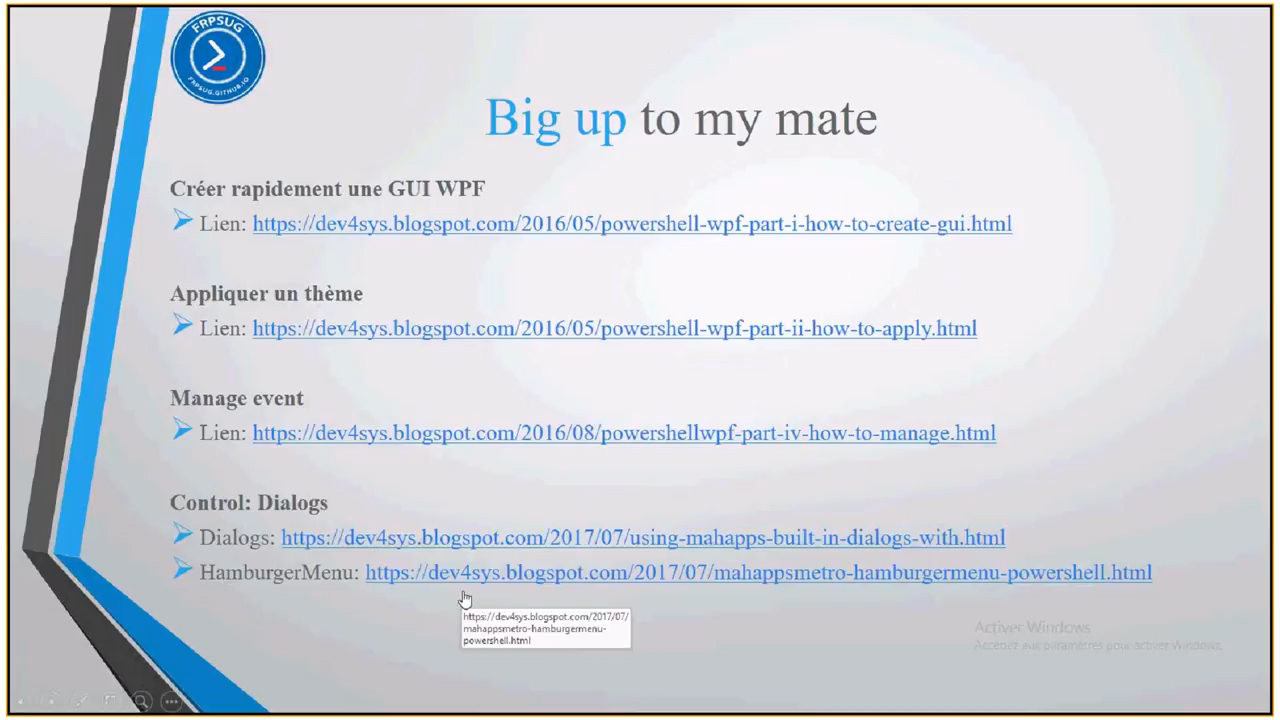 FRPSUG
FRPSUG.GITHUB.IO
Big up to my mate
Créer rapidement une GUI WPF
Lien: https://dev4sys.blogspot.com/2016/05/powershell-wpf-part-i-how-to-create-gui.html
Appliquer un thème
Lien: https://dev4sys.blogspot.com/2016/05/powershell-wpf-part-ii-how-to-apply.html
Manage event
Lien: https://dev4sys.blogspot.com/2016/08/powershellwpf-part-iv-how-to-manage.html
Control: Dialogs
Dialogs: https://dev4sys.blogspot.com/2017/07/using-mahapps-built-in-dialogs-with.html
HamburgerMenu: https://dev4sys.blogspot.com/2017/07/mahappsmetro-hamburgermenu-powershell.html
https://dev4sys.blogspot.com/2017/07/
mahappsmetro-hamburgermenu-
powershell.html
Activer Windows
Accédez aux paramètres pour activer Windows.